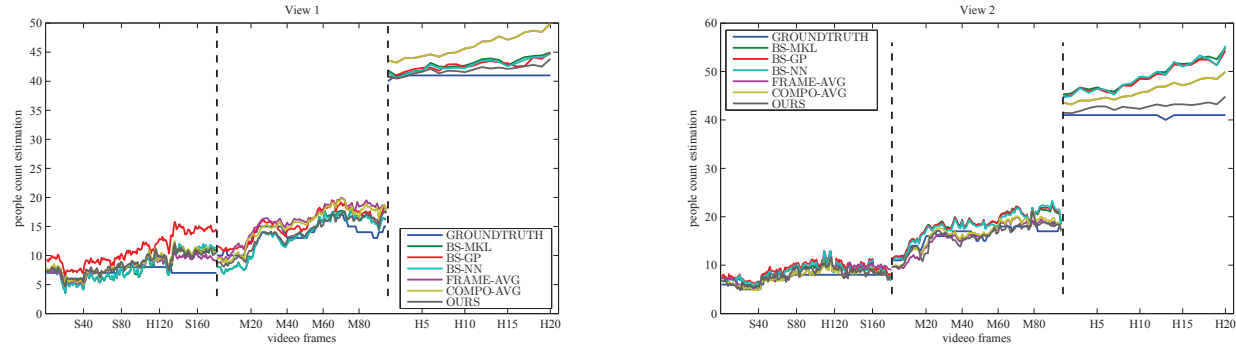 View 1
people count estimation
50
45
40
35
30
25
20
15
10
5
0
GROUNDTRUTH
BS-MKL
BS-GP
BS-NN
FRAME-AVG
COMPO-AVG
OURS
S40 S80 H120 S160 M20 M40 M60 M80 H5 H10 H15 H20
videeo frames
View 2
people count estimation
60
50
40
30
20
10
0
GROUNDTRUTH
BS-MKL
BS-GP
BS-NN
FRAME-AVG
COMPO-AVG
OURS
S40 S80 H120 S160 M20 M40 M60 M80 H5 H10 H15 H20
videeo frames